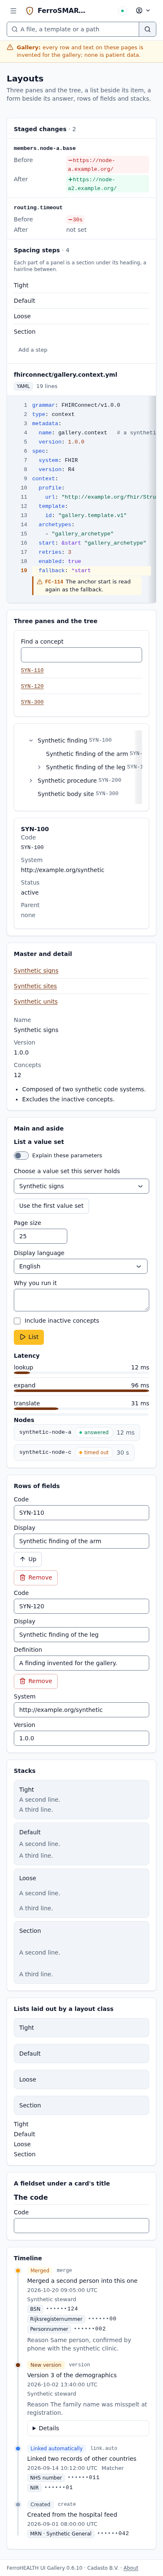 FerroSMAR…
A file, a template or a path
Gallery: every row and text on these pages is invented for the gallery; none is patient data.
Layouts
Three panes and the tree, a list beside its item, a form beside its answer, rows of fields and stacks.
Staged changes · 2
members.node-a.base
Before
−https://node-a.example.org/
After
+https://node-a2.example.org/
routing.timeout
Before
−30s
After
not set
Spacing steps · 4
Each part of a panel is a section under its heading, a hairline between.
Tight
Default
Loose
Section
Add a step
fhirconnect/gallery.context.yml
YAML 19 lines
1 grammar: FHIRConnect/v1.0.0
2 type: context
3 metadata:
4 name: gallery.context # a syntheti
5 version: 1.0.0
6 spec:
7 system: FHIR
8 version: R4
9 context:
10 profile:
11 url: "http://example.org/fhir/Stru
12 template:
13 id: "gallery.template.v1"
14 archetypes:
15 - "gallery_archetype"
16 start: &start "gallery_archetype"
17 retries: 3
18 enabled: true
19 fallback: *start
FC-114 The anchor start is read again as the fallback.
Three panes and the tree
Find a concept
SYN-110
SYN-120
SYN-300
Synthetic finding SYN-100
Synthetic finding of the arm SYN-
Synthetic finding of the leg SYN-1
Synthetic procedure SYN-200
Synthetic body site SYN-300
SYN-100
Code
SYN-100
System
http://example.org/synthetic
Status
active
Parent
none
Master and detail
Synthetic signs
Synthetic sites
Synthetic units
Name
Synthetic signs
Version
1.0.0
Concepts
12
• Composed of two synthetic code systems.
• Excludes the inactive concepts.
Main and aside
List a value set
Explain these parameters
Choose a value set this server holds
Synthetic signs
Use the first value set
Page size
25
Display language
English
Why you run it
Include inactive concepts
List
Latency
lookup 12 ms
expand 96 ms
translate 31 ms
Nodes
synthetic-node-a answered 12 ms
synthetic-node-c timed out 30 s
Rows of fields
Code
SYN-110
Display
Synthetic finding of the arm
Up
Remove
Code
SYN-120
Display
Synthetic finding of the leg
Definition
A finding invented for the gallery.
Remove
System
http://example.org/synthetic
Version
1.0.0
Stacks
Tight
A second line.
A third line.
Default
A second line.
A third line.
Loose
A second line.
A third line.
Section
A second line.
A third line.
Lists laid out by a layout class
Tight
Default
Loose
Section
Tight
Default
Loose
Section
A fieldset under a card's title
The code
Code
Timeline
Merged merge
Merged a second person into this one
2026-10-20 09:05:00 UTC
Synthetic steward
BSN ••••••124
Rijksregisternummer ••••••00
Personnummer ••••••002
Reason Same person, confirmed by phone with the synthetic clinic.
New version version
Version 3 of the demographics
2026-10-02 13:40:00 UTC
Synthetic steward
Reason The family name was misspelt at registration.
Details
Linked automatically link.auto
Linked two records of other countries
2026-09-14 10:12:00 UTC Matcher
NHS number ••••••011
NIR ••••••01
Created create
Created from the hospital feed
2026-09-01 08:00:00 UTC
MRN · Synthetic General ••••••042
FerroHEALTH UI Gallery 0.6.10 · Cadasto B.V. · About